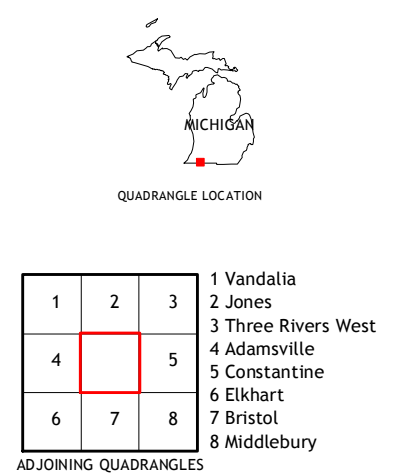 MICHIGAN
QUADRANGLE LOCATION
1 2 3
4 5
6 7 8
1 Vandalia
2 Jones
3 Three Rivers West
4 Adamsville
5 Constantine
6 Elkhart
7 Bristol
8 Middlebury
ADJOINING QUADRANGLES